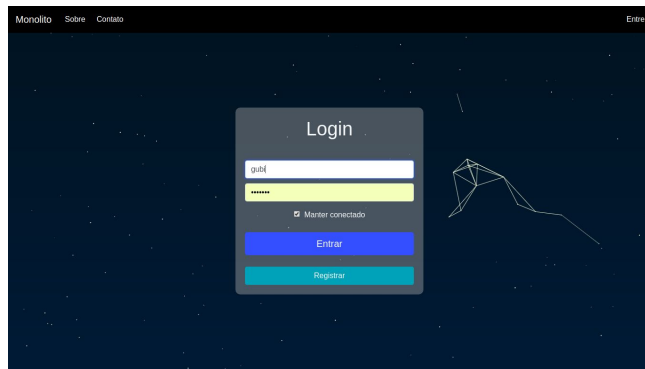 Monolito Sobre Contato Entre
Login
gubi
•••••••
Manter conectado
Entrar
Registrar